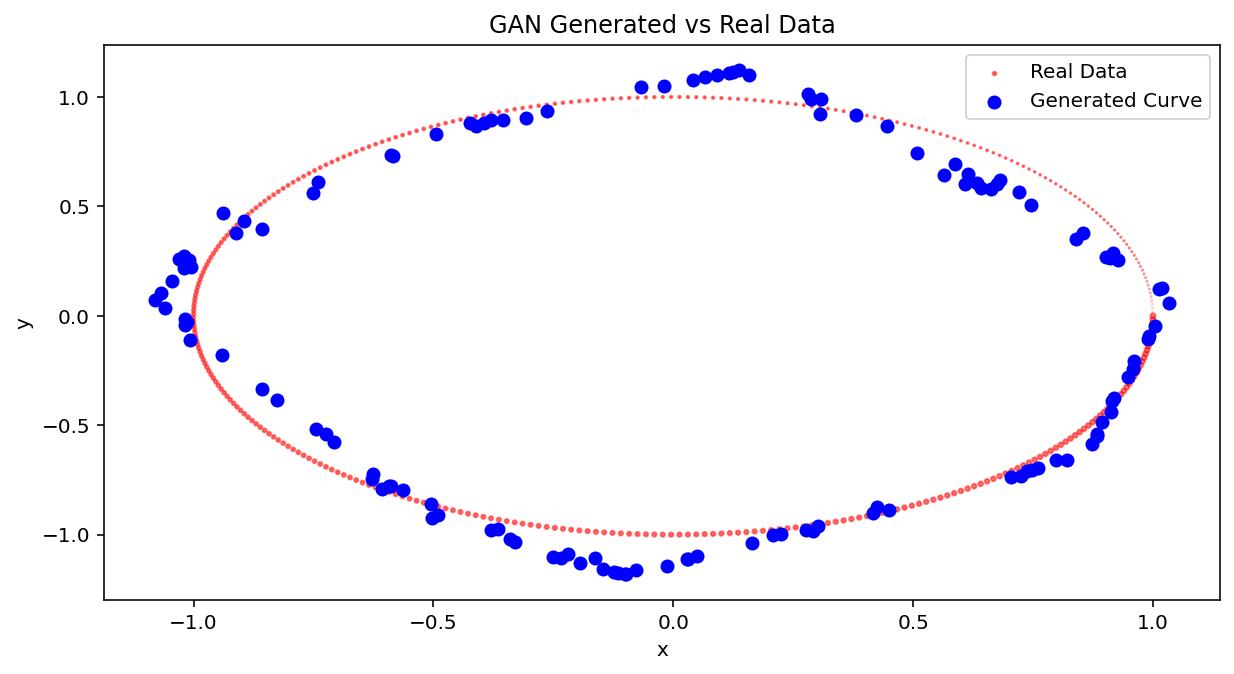 GAN Generated vs Real Data
Real Data
Generated Curve
1.0
0.5
0.0
−0.5
−1.0
y
−1.0 −0.5 0.0 0.5 1.0
x